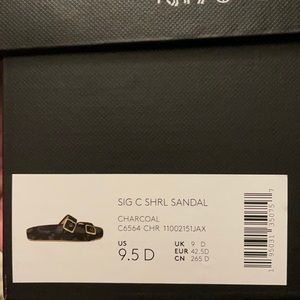 SIG C SHRL SANDAL
CHARCOAL
C6564 CHR 11002151JAX
US
9.5 D
UK 9 D
EUR 42.5D
CN 265 D